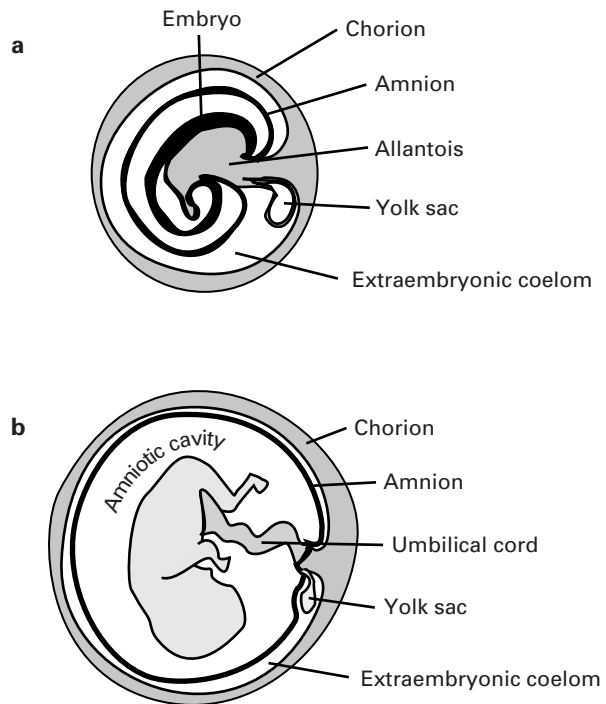 a
Embryo
Chorion
Amnion
Allantois
Yolk sac
Extraembryonic coelom
b
Amniotic cavity
Chorion
Amnion
Umbilical cord
Yolk sac
Extraembryonic coelom